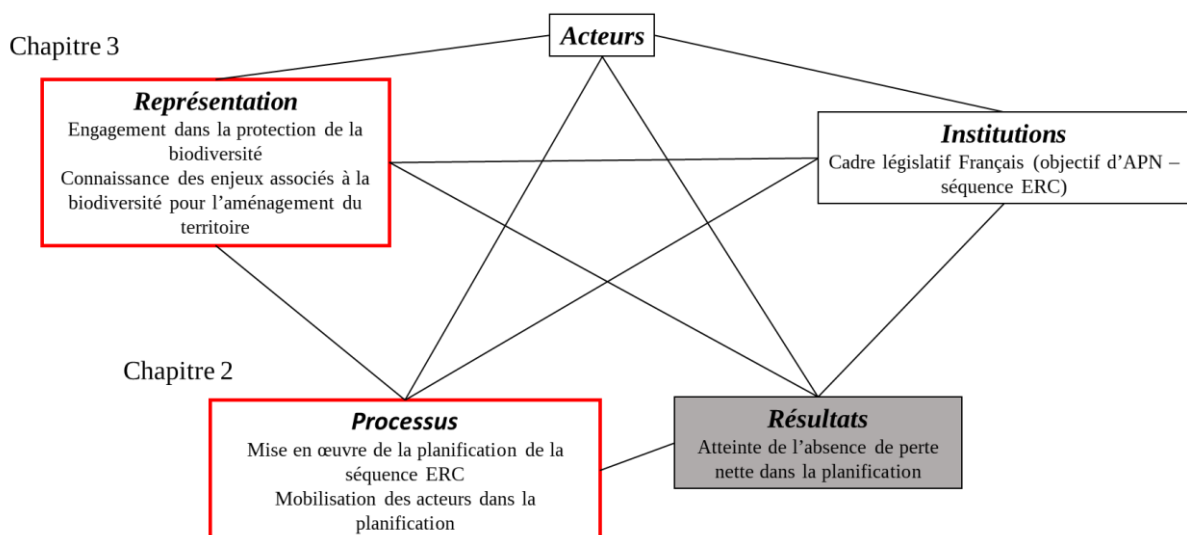 Acteurs
Chapitre 3
Représentation
Engagement dans la protection de la
biodiversité
Connaissance des enjeux associés à la
biodiversité pour l’aménagement du
territoire
Institutions
Cadre législatif Français (objectif d’APN –
séquence ERC)
Chapitre 2
Processus
Mise en œuvre de la planification de la
séquence ERC
Mobilisation des acteurs dans la
planification
Résultats
Atteinte de l’absence de perte
nette dans la planification